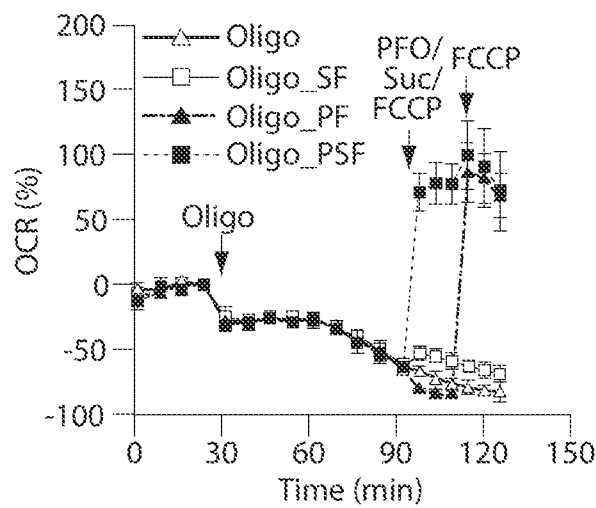 200
150
100
50
0
-50
-100
OCR (%)
Oligo
Oligo_SF
Oligo_PF
Oligo_PSF
PFO/
Suc/
FCCP
FCCP
Oligo
0
30
60
90
120
150
Time (min)